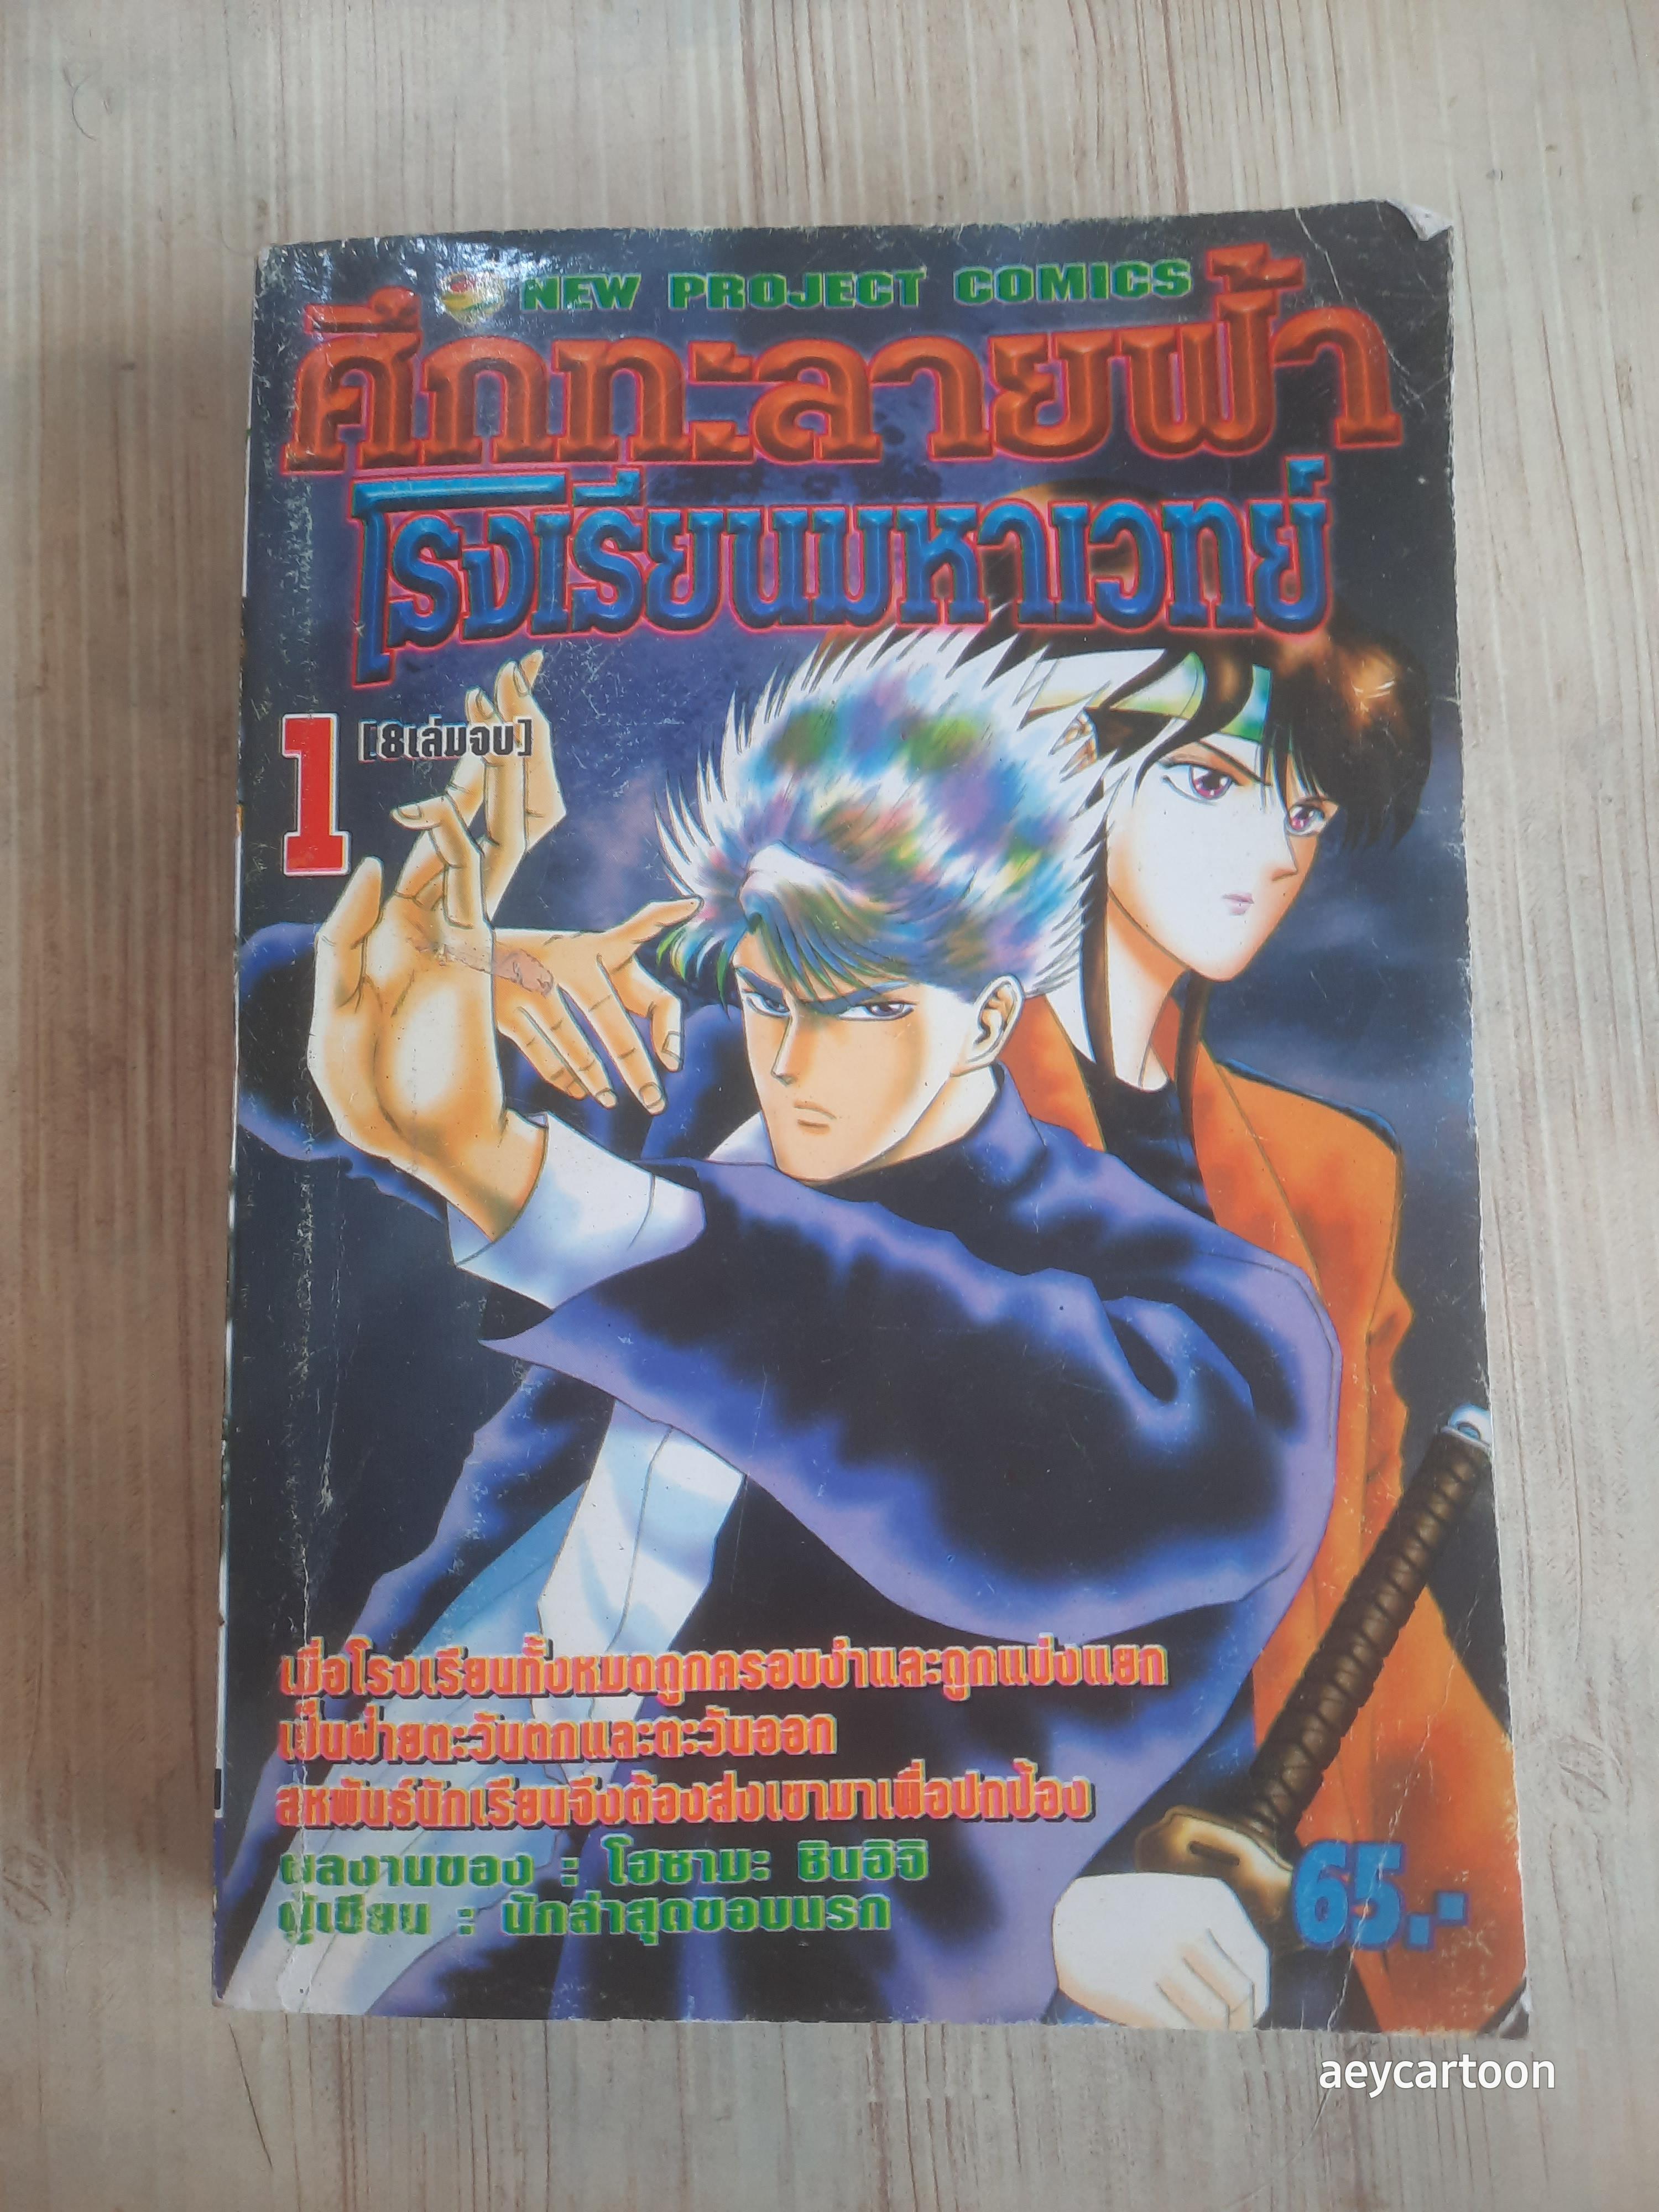 NEW PROJECT COMICS
ศึกทะลายฟ้า
โรงเรียนมหาเวทย์
1 [8เล่มจบ]
เมื่อโรงเรียนทั้งหมดถูกครอบงำและถูกแบ่งแยก
เป็นฝ่ายตะวันตกและตะวันออก
สหพันธ์นักเรียนจึงต้องส่งเขามาเพื่อปกป้อง
ผลงานของ : โฮซามะ ชินอิจิ
ผู้เขียน : นักล่าสุดขอบนรก
65.-
aeycartoon